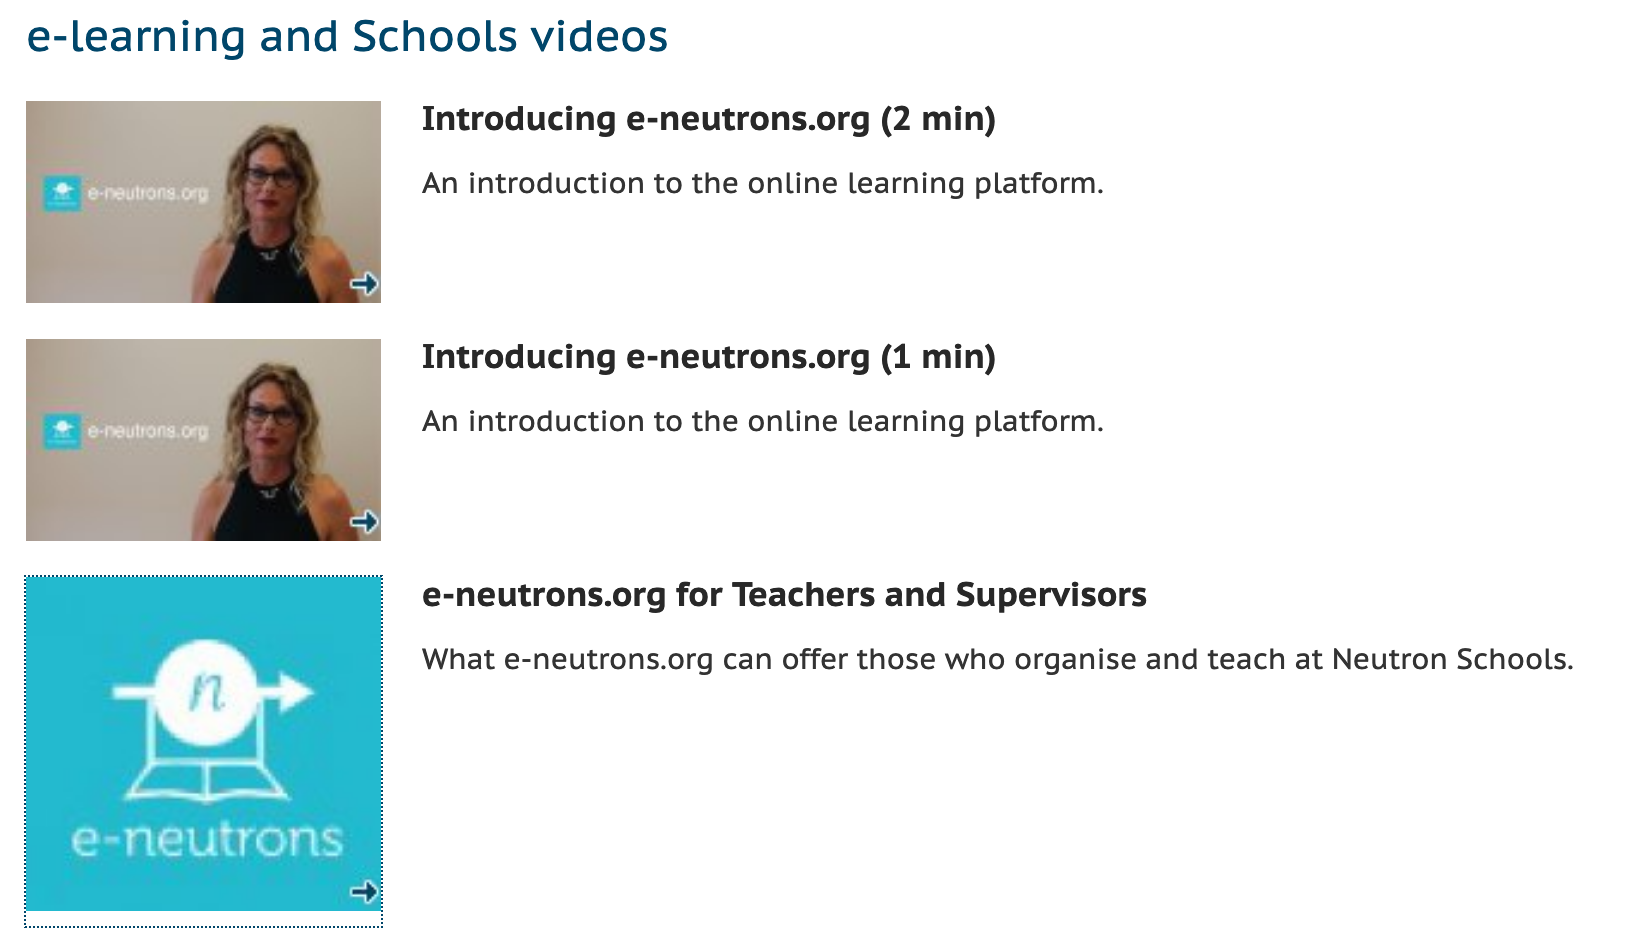 e-learning and Schools videos
e-neutrons.org
Introducing e-neutrons.org (2 min)
An introduction to the online learning platform.
e-neutrons.org
Introducing e-neutrons.org (1 min)
An introduction to the online learning platform.
n
e-neutrons
e-neutrons.org for Teachers and Supervisors
What e-neutrons.org can offer those who organise and teach at Neutron Schools.